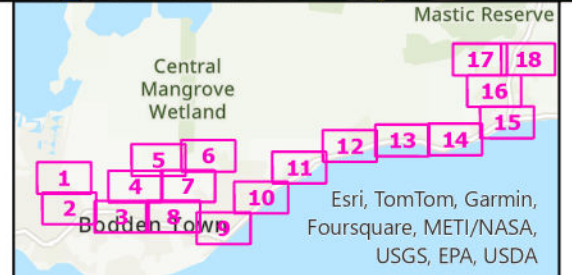 Mastic Reserve
17 18
Central
Mangrove
Wetland
16
15
12 13 14
5 6
11
1
4 7
10
2
3 8
Bodden Town
9
Esri, TomTom, Garmin,
Foursquare, METI/NASA,
USGS, EPA, USDA